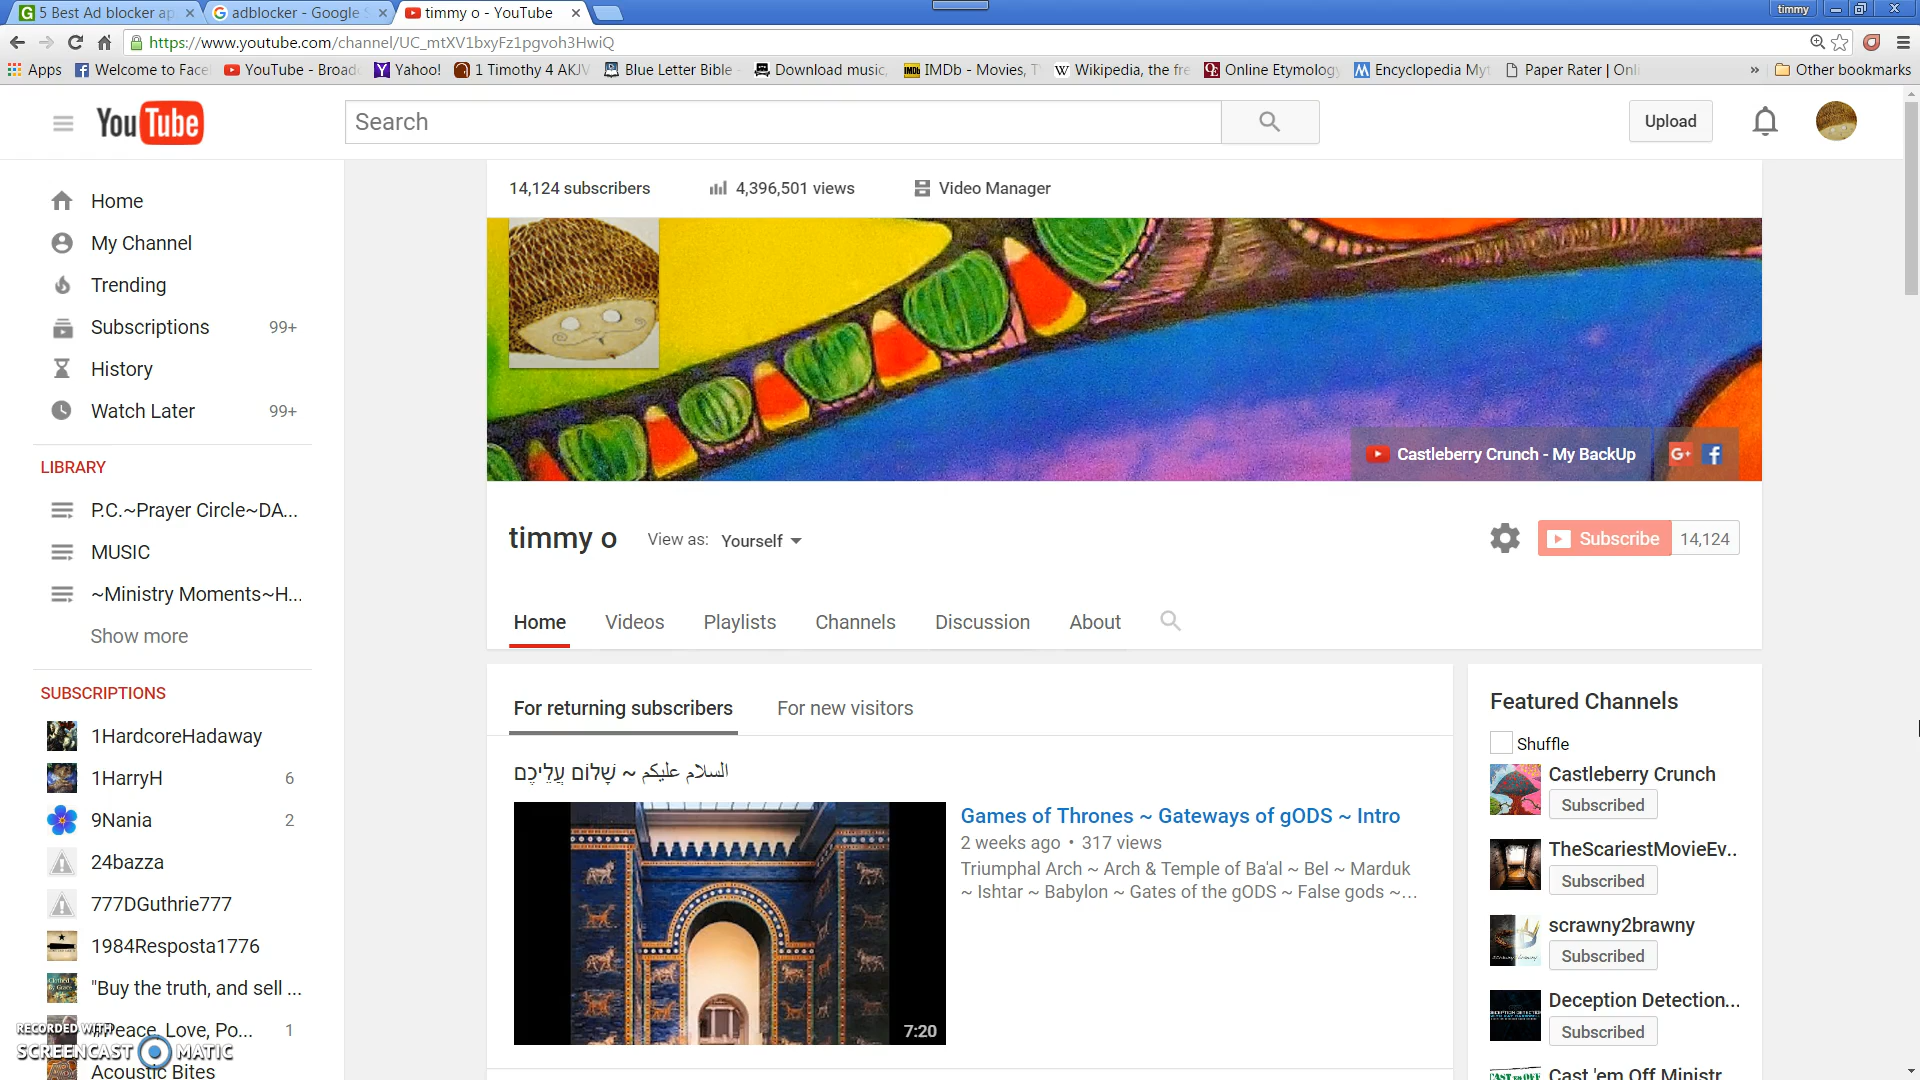 5 Best Ad blocker ap
adblocker - Google S
timmy o - YouTube
timmy
https://www.youtube.com/channel/UC_mtXV1bxyFz1pgvoh3HwiQ
Apps
Welcome to Face
YouTube - Broad
Yahoo!
1 Timothy 4 AKJV
Blue Letter Bible
Download music,
IMDb - Movies, T
Wikipedia, the fre
Online Etymology
Encyclopedia Myt
Paper Rater | Onli
»
Other bookmarks
YouTube
Search
Upload
Home
My Channel
Trending
Subscriptions 99+
History
Watch Later 99+
LIBRARY
P.C.~Prayer Circle~DA...
MUSIC
~Ministry Moments~H...
Show more
SUBSCRIPTIONS
1HardcoreHadaway
1HarryH 6
9Nania 2
24bazza
777DGuthrie777
1984Resposta1776
"Buy the truth, and sell ...
Peace, Love, Po... 1
Acoustic Bites
RECORDED WITH
SCREENCAST MATIC
14,124 subscribers
4,396,501 views
Video Manager
Castleberry Crunch - My BackUp
G+ f
timmy o
View as: Yourself
Subscribe 14,124
Home
Videos
Playlists
Channels
Discussion
About
For returning subscribers
For new visitors
שָׁלוֹם עֲלֵיכֶם ~ السلام عليكم
7:20
Games of Thrones ~ Gateways of gODS ~ Intro
2 weeks ago • 317 views
Triumphal Arch ~ Arch & Temple of Ba'al ~ Bel ~ Marduk
~ Ishtar ~ Babylon ~ Gates of the gODS ~ False gods ~...
Featured Channels
Shuffle
Castleberry Crunch
Subscribed
TheScariestMovieEv..
Subscribed
scrawny2brawny
Subscribed
Deception Detection...
Subscribed
Cast 'em Off Ministr